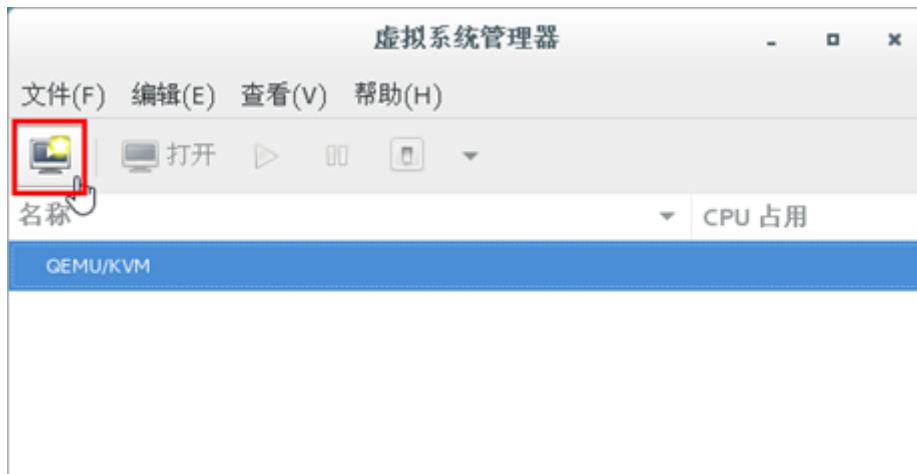 虚拟系统管理器
文件(F) 编辑(E) 查看(V) 帮助(H)
打开
名称 CPU 占用
QEMU/KVM